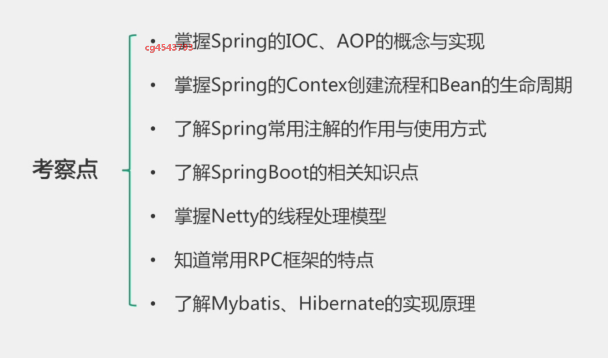 考察点
• 掌握Spring的IOC、AOP的概念与实现
• 掌握Spring的Contex创建流程和Bean的生命周期
• 了解Spring常用注解的作用与使用方式
• 了解SpringBoot的相关知识点
• 掌握Netty的线程处理模型
• 知道常用RPC框架的特点
• 了解Mybatis、Hibernate的实现原理